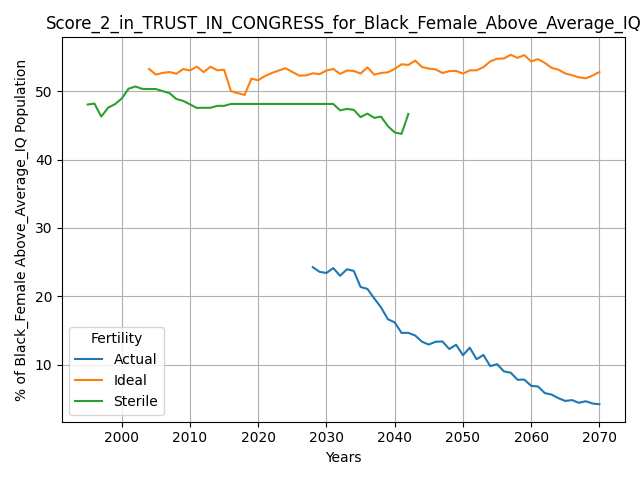 Score_2_in_TRUST_IN_CONGRESS_for_Black_Female_Above_Average_IQ
% of Black_Female Above_Average_IQ Population
50
40
30
20
10
Fertility
Actual
Ideal
Sterile
2000 2010 2020 2030 2040 2050 2060 2070
Years